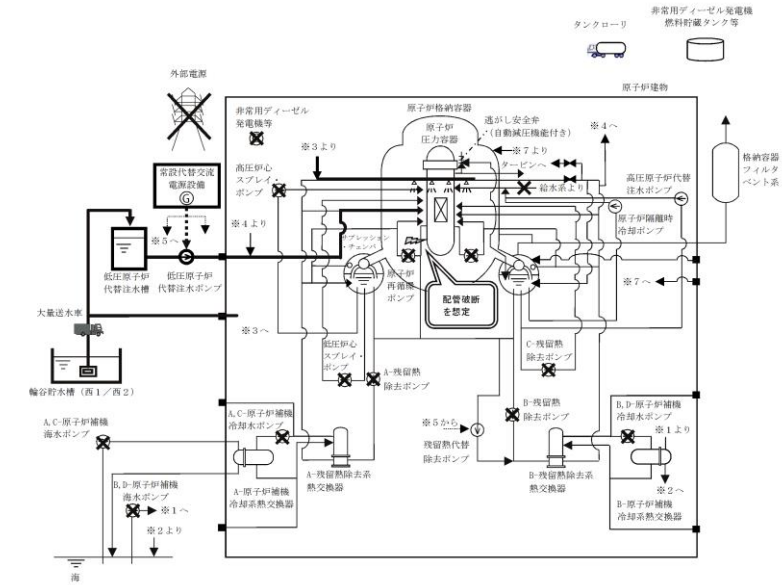 非常用ディーゼル発電機
燃料貯蔵タンク等
タンクローリ
外部電源
原子炉建物
非常用ディーゼル
発電機等
原子炉格納容器
原子炉
圧力容器
逃がし安全弁
(自動減圧機能付き)
※3より
※7より
※4へ
タービンへ
給水系より
格納容器
フィルタ
ベント系
常設代替交流
電源設備
G
高圧炉心
スプレイ・
ポンプ
高圧原子炉代替
注水ポンプ
原子炉隔離時
冷却ポンプ
※5へ
※4より
サプレッション
・チェンバ
低圧原子炉
代替注水槽
低圧原子炉
代替注水ポンプ
原子炉
再循環
ポンプ
配管破断
を想定
※7へ
大量送水車
※3へ
低圧炉心
スプレイ・
ポンプ
A-残留熱
除去ポンプ
C-残留熱
除去ポンプ
輪谷貯水槽(西1/西2)
A,C-原子炉補機
海水ポンプ
A,C-原子炉補機
冷却水ポンプ
※5から
残留熱代替
除去ポンプ
B-残留熱
除去ポンプ
B,D-原子炉補機
冷却水ポンプ
※1より
※2へ
B,D-原子炉補機
海水ポンプ
※1へ
※2より
A-原子炉補機
冷却系熱交換器
A-残留熱除去系
熱交換器
B-残留熱除去系
熱交換器
B-原子炉補機
冷却系熱交換器
海